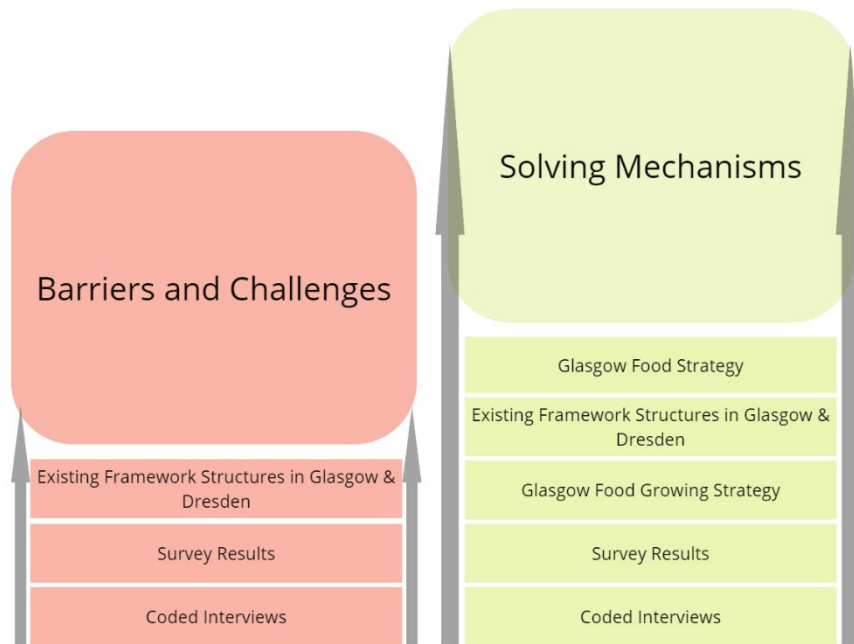 Barriers and Challenges
Existing Framework Structures in Glasgow &
Dresden
Survey Results
Coded Interviews
Solving Mechanisms
Glasgow Food Strategy
Existing Framework Structures in Glasgow &
Dresden
Glasgow Food Growing Strategy
Survey Results
Coded Interviews